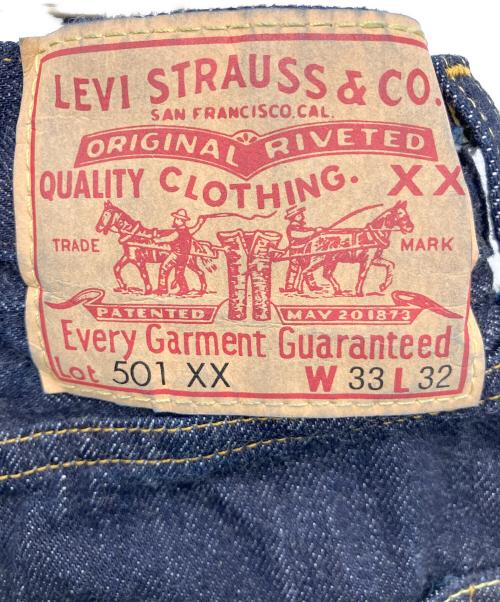 LEVI STRAUSS & CO.
SAN FRANCISCO, CAL.
ORIGINAL RIVETED
QUALITY CLOTHING. XX
TRADE MARK
PATENTED MAY 20 1873
Every Garment Guaranteed
Lot 501 XX W 33 L 32